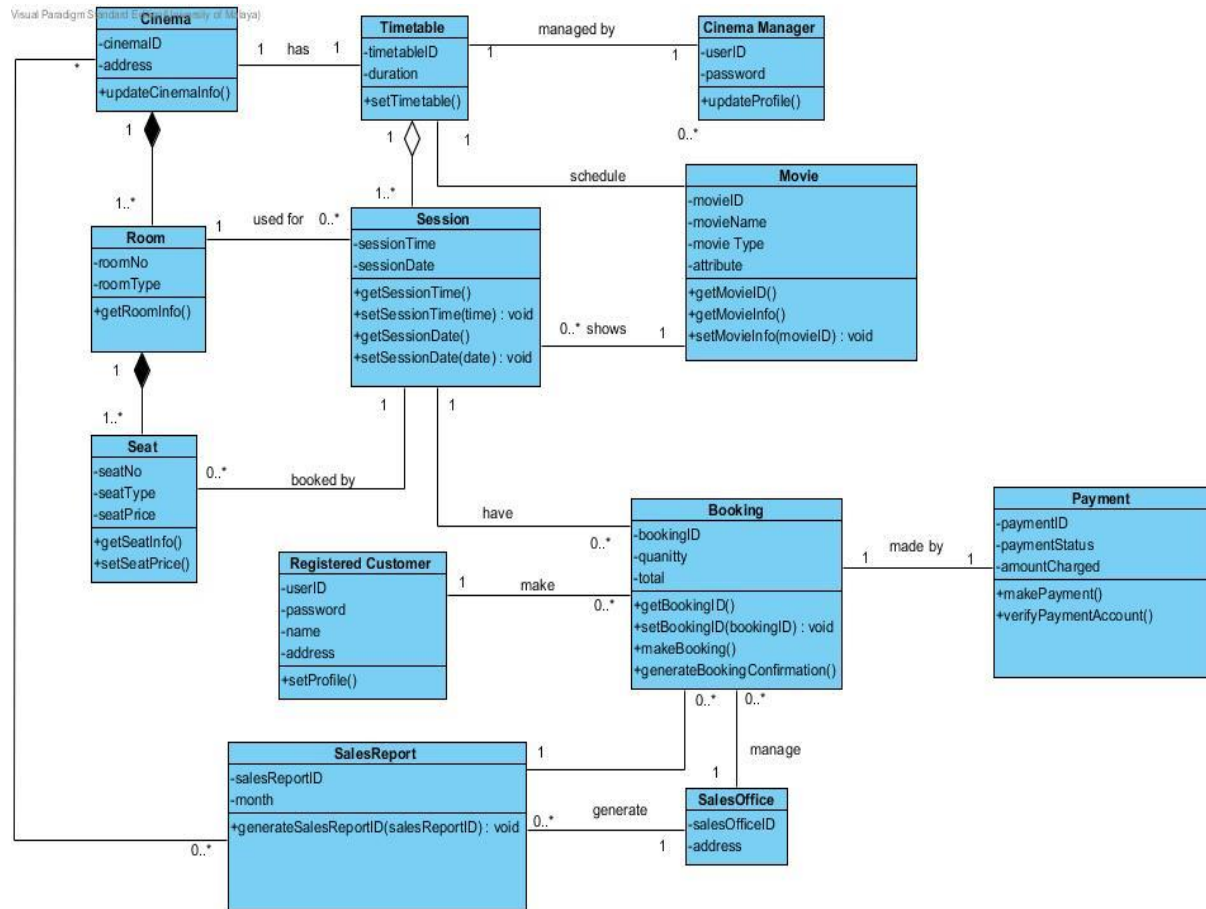 Visual Paradigm Standard Edition(University of Malaya)
Cinema
-cinemaID
-address
+updateCinemaInfo()
1 has 1
Timetable
-timetableID
-duration
+setTimetable()
managed by
1
1
Cinema Manager
-userID
-password
+updateProfile()
*
1
1..*
1
1..*
1
schedule
0..*
Movie
-movieID
-movieName
-movie Type
-attribute
+getMovieID()
+getMovieInfo()
+setMovieInfo(movieID) : void
Room
-roomNo
-roomType
+getRoomInfo()
1 used for 0..*
Session
-sessionTime
-sessionDate
+getSessionTime()
+setSessionTime(time) : void
+getSessionDate()
+setSessionDate(date) : void
0..* shows 1
1
1..*
1
1
Seat
-seatNo
-seatType
-seatPrice
+getSeatInfo()
+setSeatPrice()
0..*
booked by
have
0..*
Booking
-bookingID
-quanitty
-total
+getBookingID()
+setBookingID(bookingID) : void
+makeBooking()
+generateBookingConfirmation()
made by
1
1
Payment
-paymentID
-paymentStatus
-amountCharged
+makePayment()
+verifyPaymentAccount()
Registered Customer
-userID
-password
-name
-address
+setProfile()
1
make
0..*
0..*
0..*
manage
1
1
SalesReport
-salesReportID
-month
+generateSalesReportID(salesReportID) : void
0..*
generate
0..*
1
SalesOffice
-salesOfficeID
-address